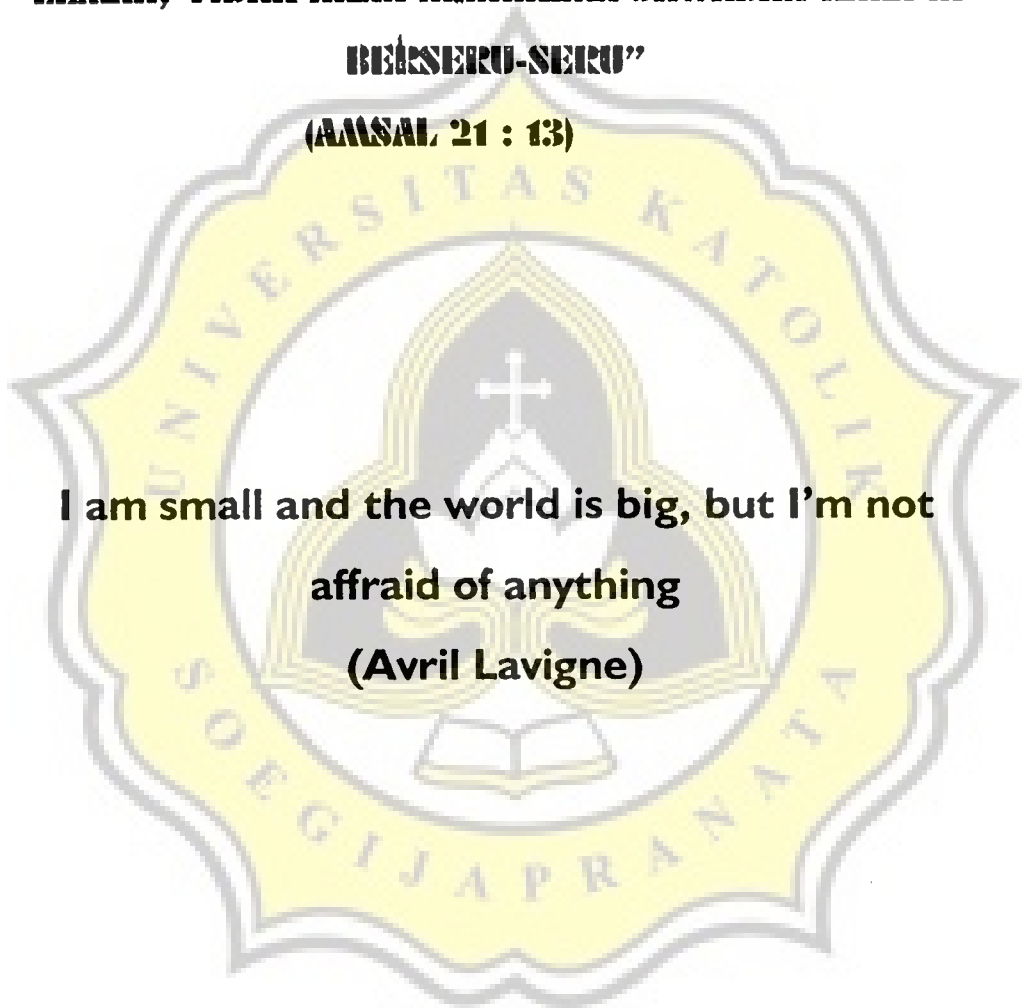 BERSERU-SERU”
(AMSAL 21 : 13)
UNIVERSITAS KATOLIK
I am small and the world is big, but I'm not
affraid of anything
(Avril Lavigne)
SOEGIJAPRANATA